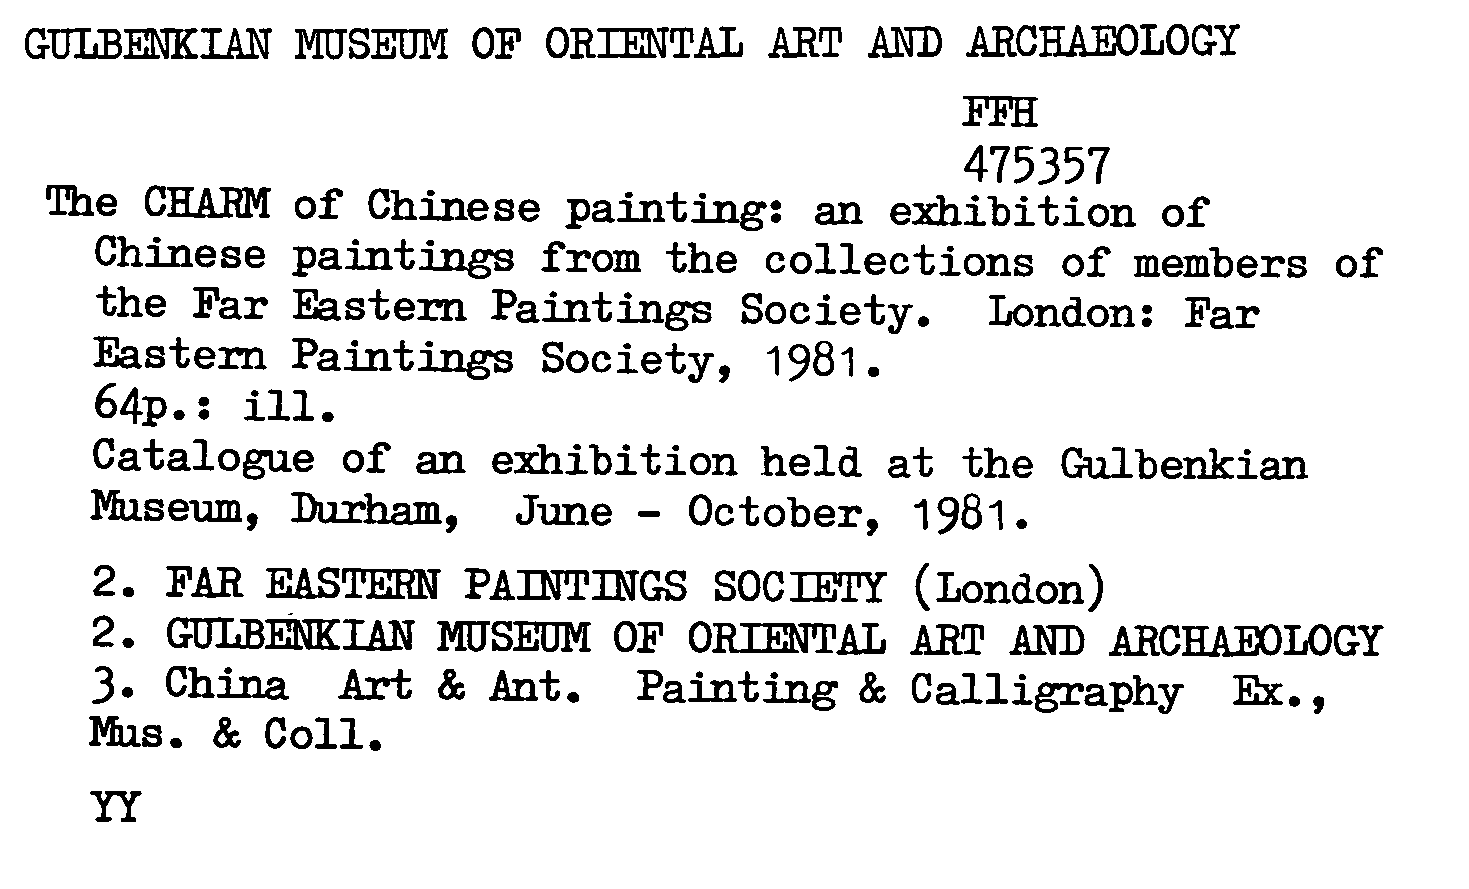 GULBENKIAN MUSEUM OF ORIENTAL ART AND ARCHAEOLOGY
FFH
475357
The CHARM of Chinese painting: an exhibition of
Chinese paintings from the collections of members of
the Far Eastern Paintings Society.  London: Far
Eastern Paintings Society, 1981.
64p.: ill.
Catalogue of an exhibition held at the Gulbenkian
Museum, Durham,  June - October, 1981.
2. FAR EASTERN PAINTINGS SOCIETY (London)
2. GULBENKIAN MUSEUM OF ORIENTAL ART AND ARCHAEOLOGY
3. China  Art & Ant.  Painting & Calligraphy  Ex.,
Mus. & Coll.
YY